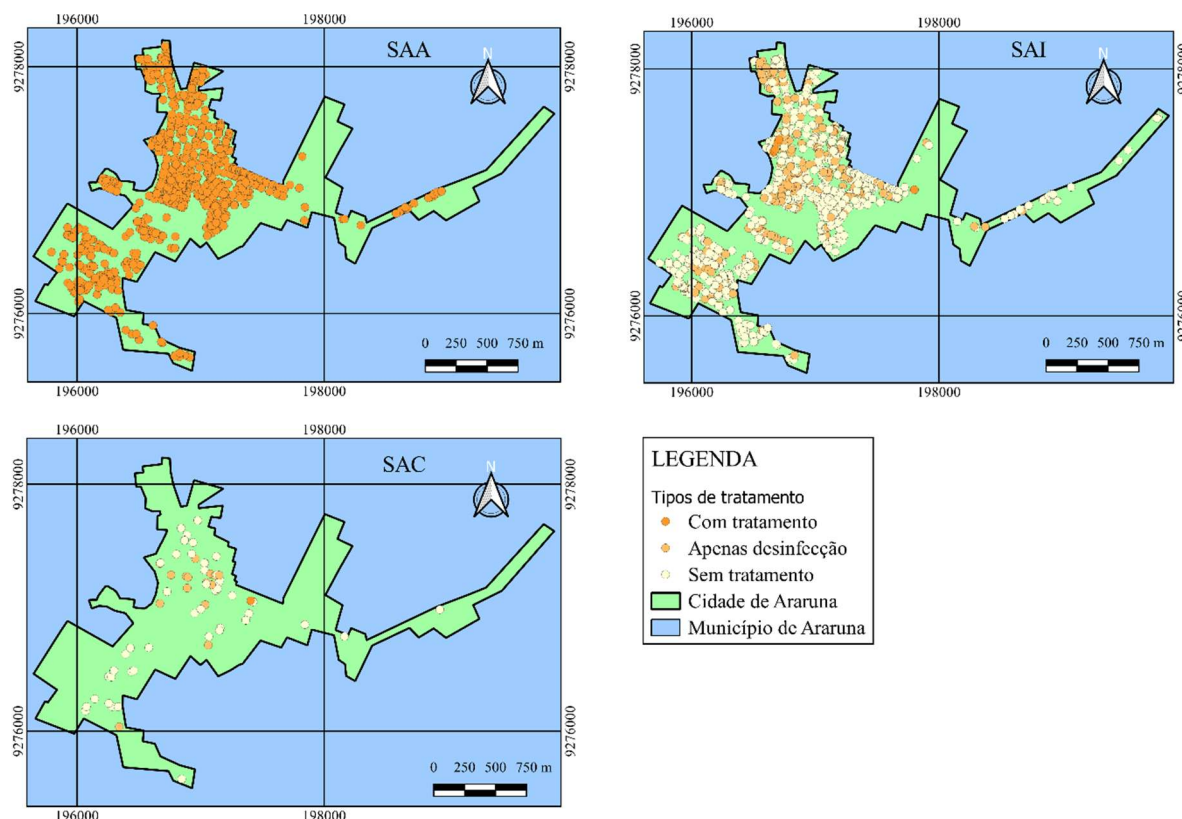 196000 198000
SAA
N
9278000 9278000
9276000 9276000
0 250 500 750 m
196000 198000
196000 198000
SAI
N
9278000 9278000
9276000 9276000
0 250 500 750 m
196000 198000
196000 198000
SAC
N
9278000 9278000
9276000 9276000
0 250 500 750 m
196000 198000
LEGENDA
Tipos de tratamento
Com tratamento
Apenas desinfecção
Sem tratamento
Cidade de Araruna
Município de Araruna